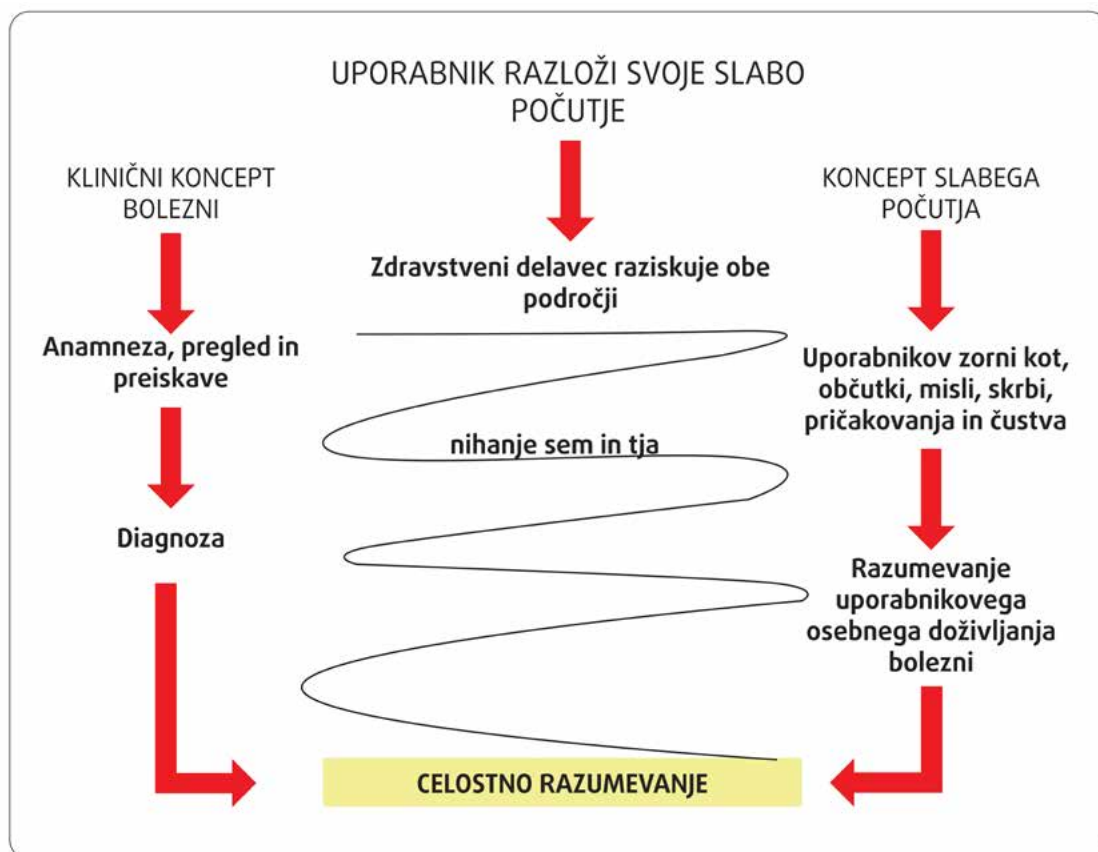 UPORABNIK RAZLOŽI SVOJE SLABO
POČUTJE
KLINIČNI KONCEPT
BOLEZNI
KONCEPT SLABEGA
POČUTJA
Zdravstveni delavec raziskuje obe
področji
Anamneza, pregled in
preiskave
Uporabnikov zorni kot,
občutki, misli, skrbi,
pričakovanja in čustva
nihanje sem in tja
Diagnoza
Razumevanje
uporabnikovega
osebnega doživljanja
bolezni
CELOSTNO RAZUMEVANJE